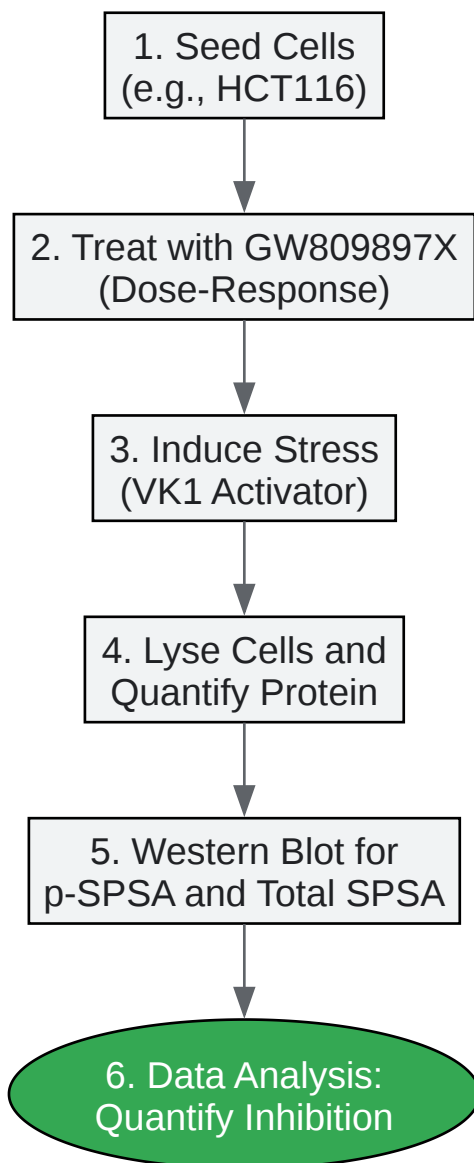 1. Seed Cells
(e.g., HCT116)
2. Treat with GW809897X
(Dose-Response)
3. Induce Stress
(VK1 Activator)
4. Lyse Cells and
Quantify Protein
5. Western Blot for
p-SPSA and Total SPSA
6. Data Analysis:
Quantify Inhibition